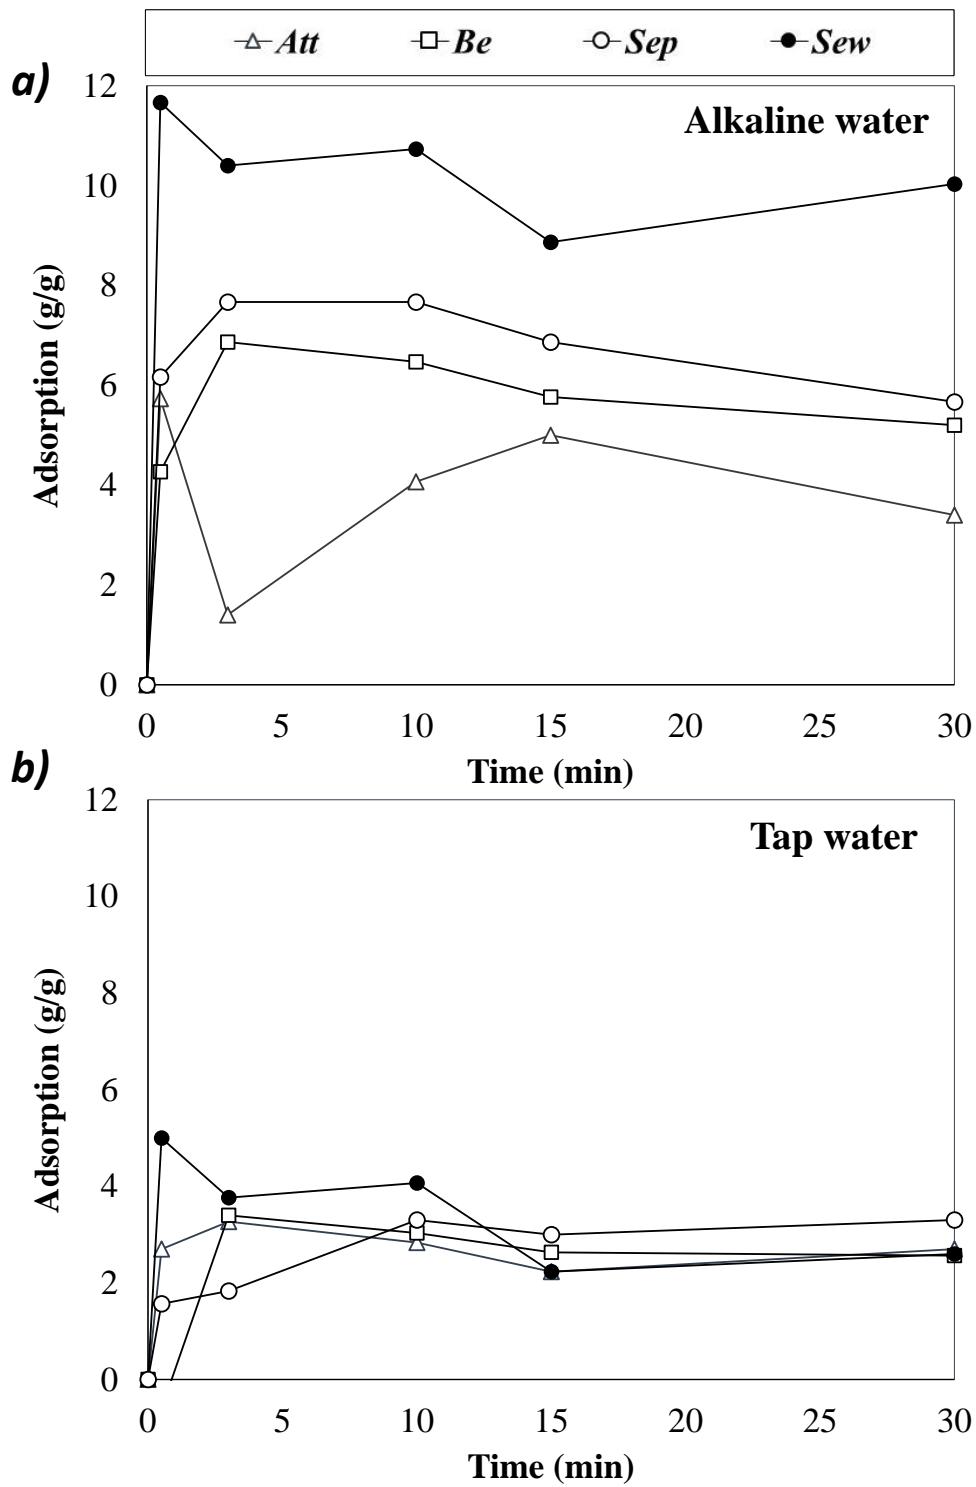 Att Be Sep Sew
a)
Alkaline water
12
10
8
6
4
2
0
Adsorption (g/g)
0 5 10 15 20 25 30
Time (min)
b)
Tap water
12
10
8
6
4
2
0
Adsorption (g/g)
0 5 10 15 20 25 30
Time (min)